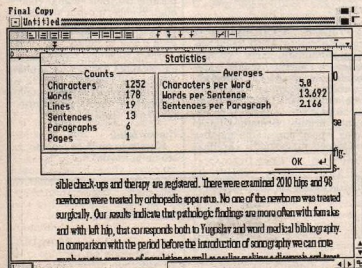 Final Copy
Untitled
Statistics
Counts
Characters 1252
Words 178
Lines 19
Sentences 13
Paragraphs 6
Pages 1
Averages
Characters per Word 5.0
Words per Sentence 13.692
Sentences per Paragraph 2.166
OK
fig-
sible check-ups and therapy are registered. There were examined 2010 hips and 98
newborns were treated by orthopedic apparatus. No one of the newborns was treated
surgically. Our results indicate that pathologic findings are more often with females
and with left hip, that corresponds both to Yugoslav and word medical bibliography.
In comparison with the period before the introduction of sonography we can note